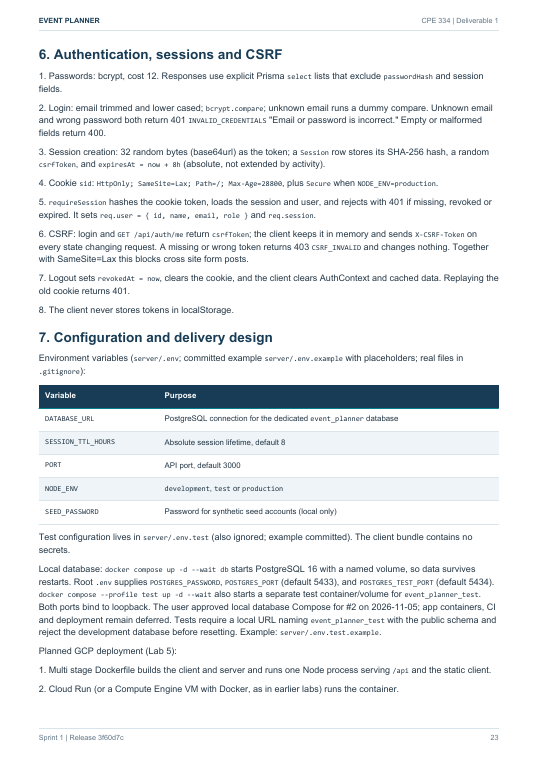 EVENT PLANNER
CPE 334 | Deliverable 1
6. Authentication, sessions and CSRF
1. Passwords: bcrypt, cost 12. Responses use explicit Prisma select lists that exclude passwordHash and session
fields.
2. Login: email trimmed and lower cased; bcrypt.compare; unknown email runs a dummy compare. Unknown email
and wrong password both return 401 INVALID_CREDENTIALS "Email or password is incorrect." Empty or malformed
fields return 400.
3. Session creation: 32 random bytes (base64url) as the token; a Session row stores its SHA-256 hash, a random
csrfToken, and expiresAt = now + 8h (absolute, not extended by activity).
4. Cookie sid: HttpOnly; SameSite=Lax; Path=/; Max-Age=28800, plus Secure when NODE_ENV=production.
5. requireSession hashes the cookie token, loads the session and user, and rejects with 401 if missing, revoked or
expired. It sets req.user = { id, name, email, role } and req.session.
6. CSRF: login and GET /api/auth/me return csrfToken; the client keeps it in memory and sends X-CSRF-Token on
every state changing request. A missing or wrong token returns 403 CSRF_INVALID and changes nothing. Together
with SameSite=Lax this blocks cross site form posts.
7. Logout sets revokedAt = now, clears the cookie, and the client clears AuthContext and cached data. Replaying the
old cookie returns 401.
8. The client never stores tokens in localStorage.
7. Configuration and delivery design
Environment variables (server/.env; committed example server/.env.example with placeholders; real files in
.gitignore):
Variable Purpose
DATABASE_URL PostgreSQL connection for the dedicated event_planner database
SESSION_TTL_HOURS Absolute session lifetime, default 8
PORT API port, default 3000
NODE_ENV development, test or production
SEED_PASSWORD Password for synthetic seed accounts (local only)
Test configuration lives in server/.env.test (also ignored; example committed). The client bundle contains no
secrets.
Local database: docker compose up -d --wait db starts PostgreSQL 16 with a named volume, so data survives
restarts. Root .env supplies POSTGRES_PASSWORD, POSTGRES_PORT (default 5433), and POSTGRES_TEST_PORT (default 5434).
docker compose --profile test up -d --wait also starts a separate test container/volume for event_planner_test.
Both ports bind to loopback. The user approved local database Compose for #2 on 2026-11-05; app containers, CI
and deployment remain deferred. Tests require a local URL naming event_planner_test with the public schema and
reject the development database before resetting. Example: server/.env.test.example.
Planned GCP deployment (Lab 5):
1. Multi stage Dockerfile builds the client and server and runs one Node process serving /api and the static client.
2. Cloud Run (or a Compute Engine VM with Docker, as in earlier labs) runs the container.
Sprint 1 | Release 3f60d7c
23